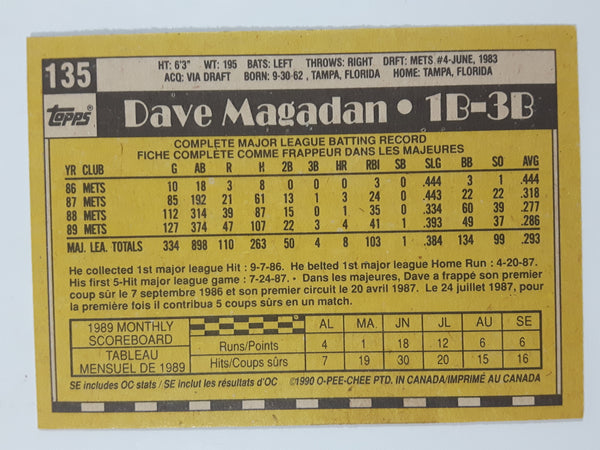 135
HT: 6'3" WT: 195 BATS: LEFT THROWS: RIGHT DRFT: METS #4-JUNE, 1983
ACQ: VIA DRAFT BORN: 9-30-62, TAMPA, FLORIDA HOME: TAMPA, FLORIDA
Topps®
Dave Magadan • 1B-3B
COMPLETE MAJOR LEAGUE BATTING RECORD
FICHE COMPLÈTE COMME FRAPPEUR DANS LES MAJEURES
YR CLUB G AB R H 2B 3B HR RBI SB SLG BB SO AVG
86 METS 10 18 3 8 0 0 0 3 0 .444 3 1 .444
87 METS 85 192 21 61 13 1 3 24 0 .443 22 22 .318
88 METS 112 314 39 87 15 0 1 35 0 .334 60 39 .277
89 METS 127 374 47 107 22 3 4 41 1 .393 49 37 .286
MAJ. LEA. TOTALS 334 898 110 263 50 4 8 103 1 .384 134 99 .293
He collected 1st major league Hit : 9-7-86. He belted 1st league Home Run : 4-20-87.
His first 5-Hit major league game : 7-24-87. • Dans les majeures, Dave a frappé son premier
coup sûr le 7 septembre 1986 et son premier circuit le 20 avril 1987. Le 24 juillet 1987, pour
la première fois il contribua 5 coups sûrs en un match.
1989 MONTHLY
SCOREBOARD
TABLEAU
MENSUEL DE 1989
AL MA JN JL AU SE
Runs/Points 4 1 18 12 6 6
Hits/Coups sûrs 7 19 30 20 15 16
SE includes OC stats / SE inclut les résultats d'OC ©1990 O-PEE-CHEE PTD. IN CANADA/IMPRIMÉ AU CANADA